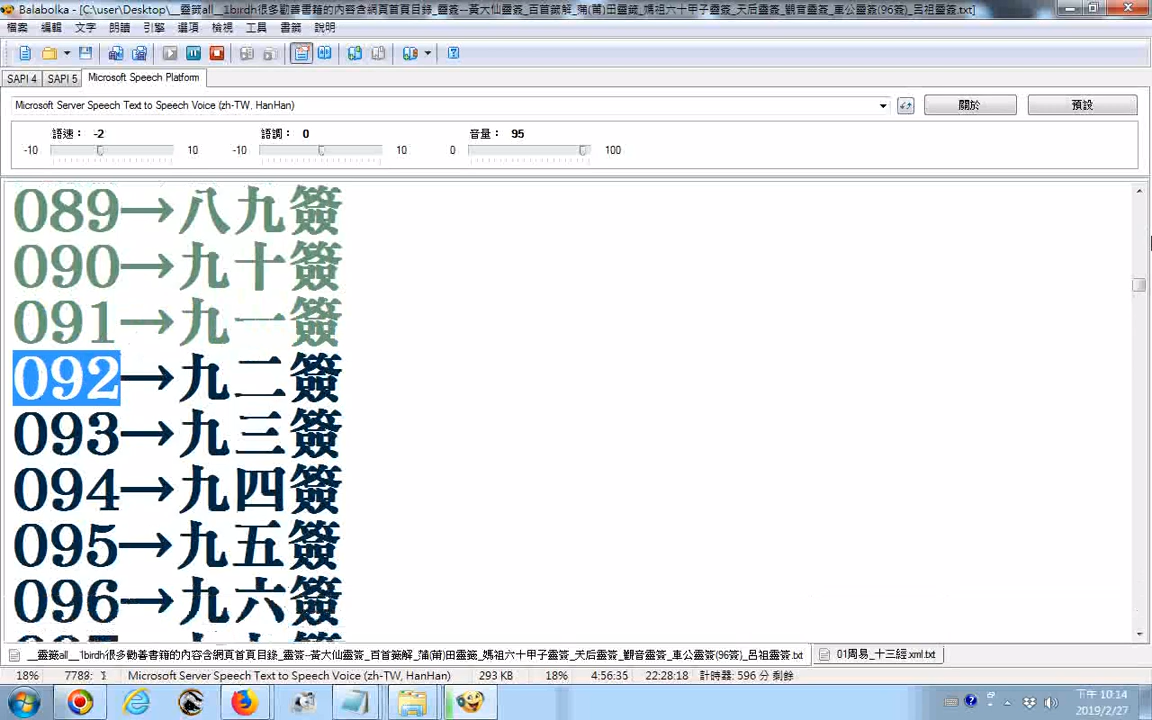 Balabolka - [C:\user\Desktop\__靈籤all__1birdh很多勸善書籍的内容含網頁首頁目錄_靈簽--黃大仙靈簽_百首籤解_蒲(莆)田靈籤_媽祖六十甲子靈簽_天后靈簽_觀音靈簽_車公靈簽(96簽)_呂祖靈簽.txt]
檔案 編輯 文字 朗讀 引擎 選項 檢視 工具 書籤 說明
SAPI 4 SAPI 5 Microsoft Speech Platform
Microsoft Server Speech Text to Speech Voice (zh-TW, HanHan) 關於 預設
語速： -2 語調： 0 音量： 95
-10 10 -10 10 0 100
089→八九簽
090→九十簽
091→九一簽
092→九二簽
093→九三簽
094→九四簽
095→九五簽
096→九六簽
__靈籤all__1birdh很多勸善書籍的内容含網頁首頁目錄_靈簽--黃大仙靈簽_百首籤解_蒲(莆)田靈籤_媽祖六十甲子靈簽_天后靈簽_觀音靈簽_車公靈簽(96簽)_呂祖靈簽.txt 01周易_十三經.xml.txt
18% 7788: 1 Microsoft Server Speech Text to Speech Voice (zh-TW, HanHan) 293 KB 18% 4:56:35 22:28:18 計時器: 596 分 剩餘
下午 10:14
2019/2/27